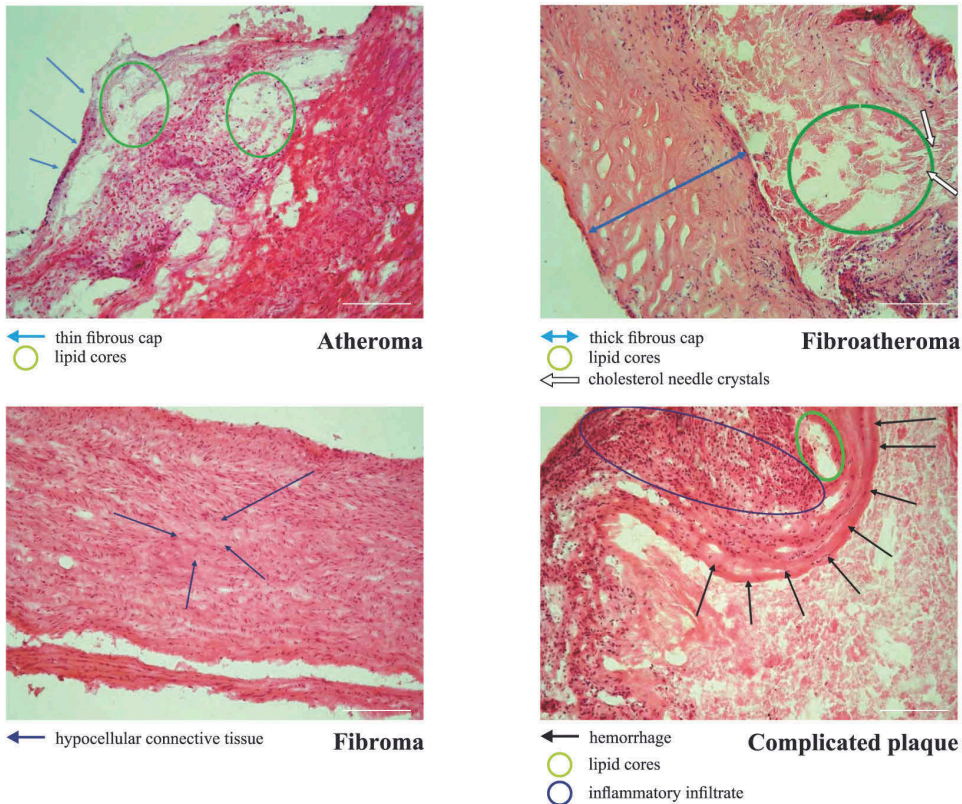 thin fibrous cap
lipid cores
Atheroma
thick fibrous cap
lipid cores
cholesterol needle crystals
Fibroatheroma
hypocellular connective tissue
Fibroma
hemorrhage
lipid cores
inflammatory infiltrate
Complicated plaque